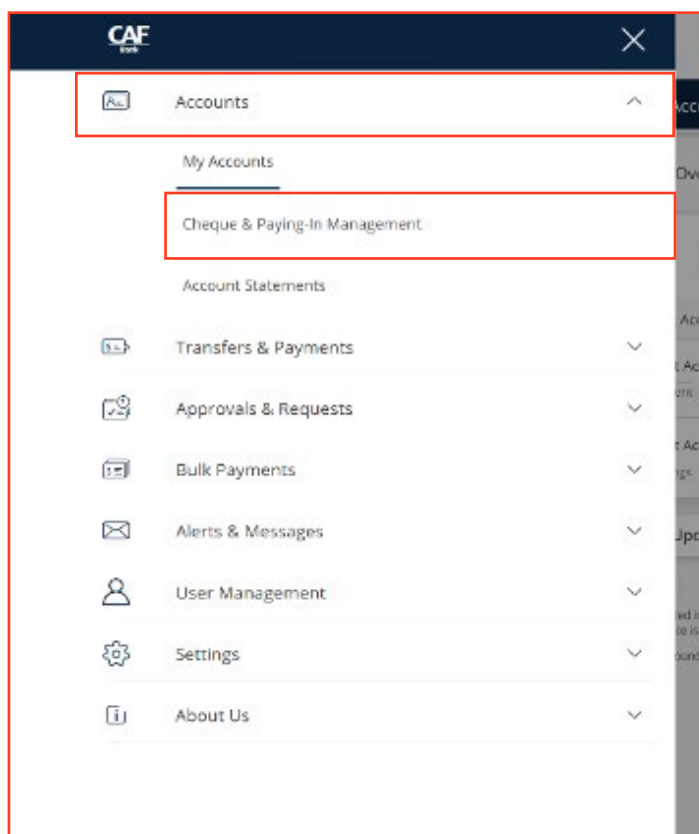 CAF
Bank
Accounts
My Accounts
Cheque & Paying-In Management
Account Statements
Transfers & Payments
Approvals & Requests
Bulk Payments
Alerts & Messages
User Management
Settings
About Us